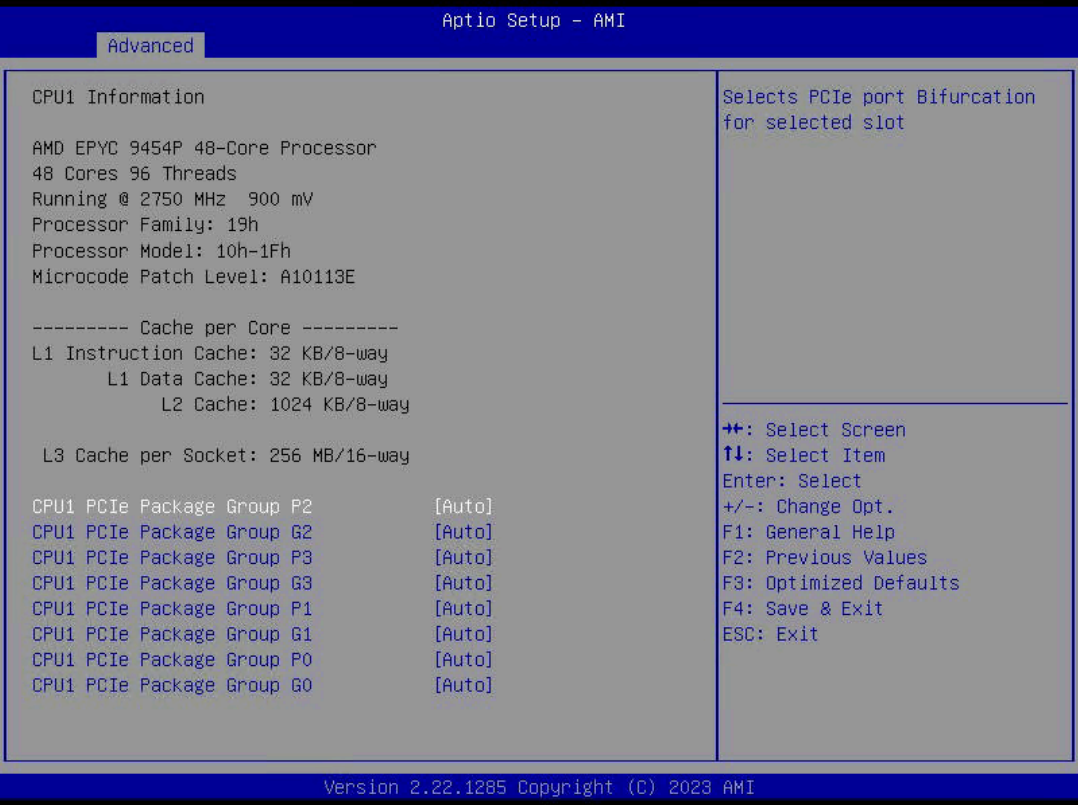 Aptio Setup – AMI
Advanced
CPU1 Information
AMD EPYC 9454P 48-Core Processor
48 Cores 96 Threads
Running @ 2750 MHz  900 mV
Processor Family: 19h
Processor Model: 10h-1Fh
Microcode Patch Level: A10113E
--------- Cache per Core ---------
L1 Instruction Cache: 32 KB/8-way
L1 Data Cache: 32 KB/8-way
L2 Cache: 1024 KB/8-way
L3 Cache per Socket: 256 MB/16-way
CPU1 PCIe Package Group P2 [Auto]
CPU1 PCIe Package Group G2 [Auto]
CPU1 PCIe Package Group P3 [Auto]
CPU1 PCIe Package Group G3 [Auto]
CPU1 PCIe Package Group P1 [Auto]
CPU1 PCIe Package Group G1 [Auto]
CPU1 PCIe Package Group P0 [Auto]
CPU1 PCIe Package Group G0 [Auto]
Selects PCIe port Bifurcation
for selected slot
→←: Select Screen
↑↓: Select Item
Enter: Select
+/-: Change Opt.
F1: General Help
F2: Previous Values
F3: Optimized Defaults
F4: Save & Exit
ESC: Exit
Version 2.22.1285 Copyright (C) 2023 AMI